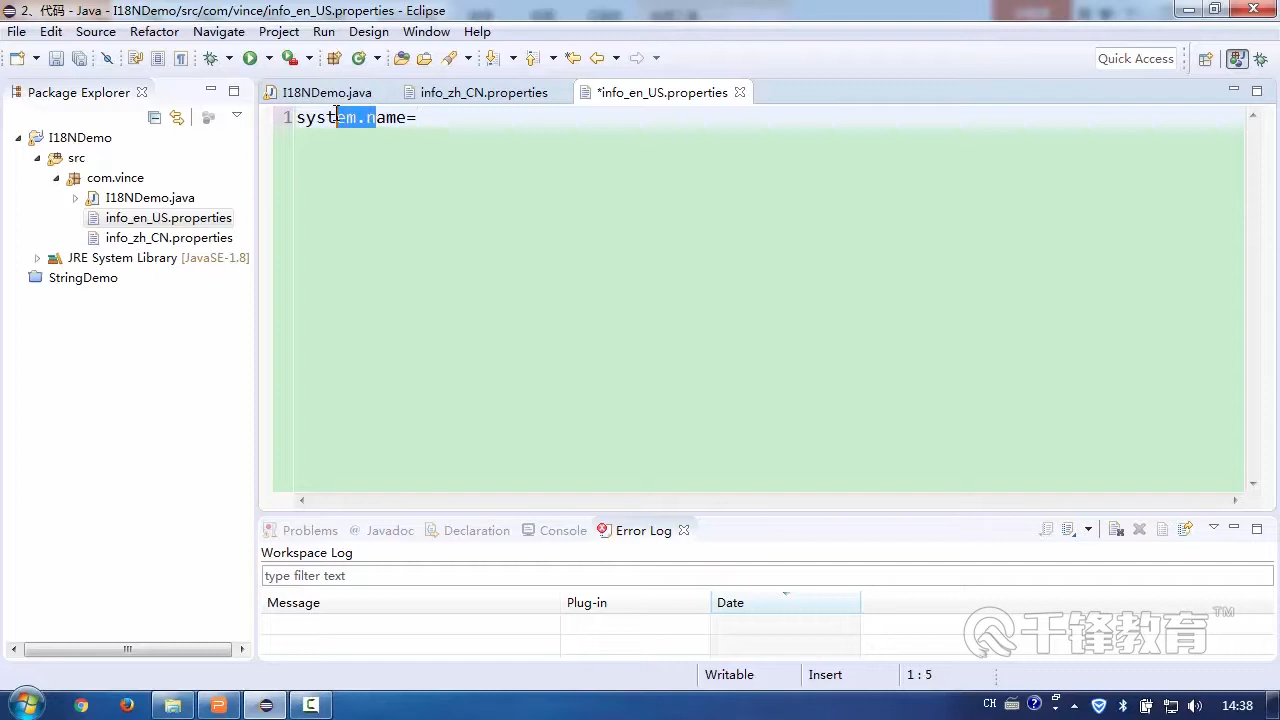 2、代码 - Java - I18NDemo/src/com/vince/info_en_US.properties - Eclipse
File Edit Source Refactor Navigate Project Run Design Window Help
Quick Access
Package Explorer
I18NDemo.java info_zh_CN.properties *info_en_US.properties
1 system.name=
I18NDemo
src
com.vince
I18NDemo.java
info_en_US.properties
info_zh_CN.properties
JRE System Library [JavaSE-1.8]
StringDemo
Problems @ Javadoc Declaration Console Error Log
Workspace Log
type filter text
Message Plug-in Date
千锋教育™
Writable Insert 1 : 5
CH 14:38